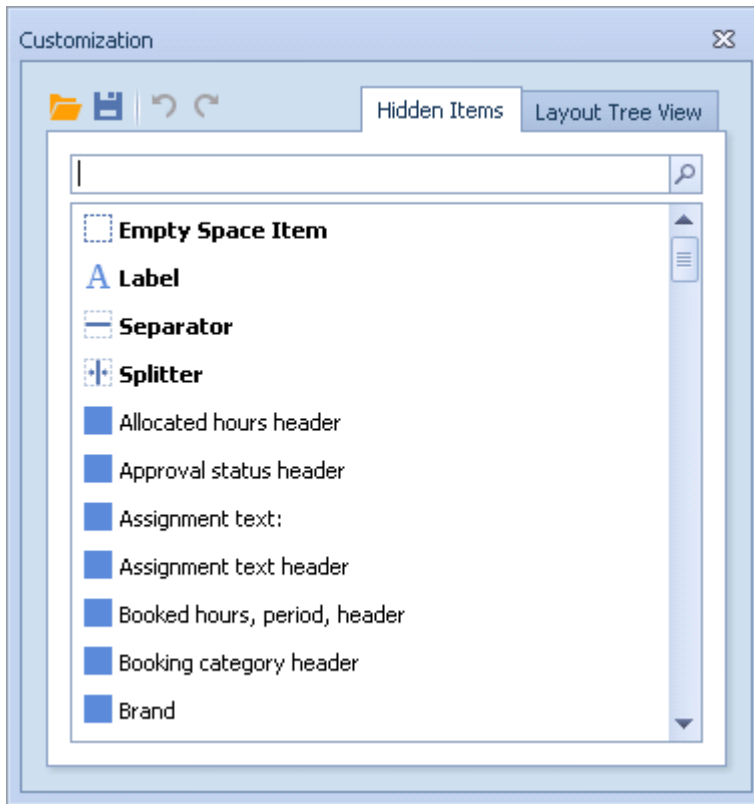 Customization
Hidden Items
Layout Tree View
Empty Space Item
A Label
Separator
Splitter
Allocated hours header
Approval status header
Assignment text:
Assignment text header
Booked hours, period, header
Booking category header
Brand